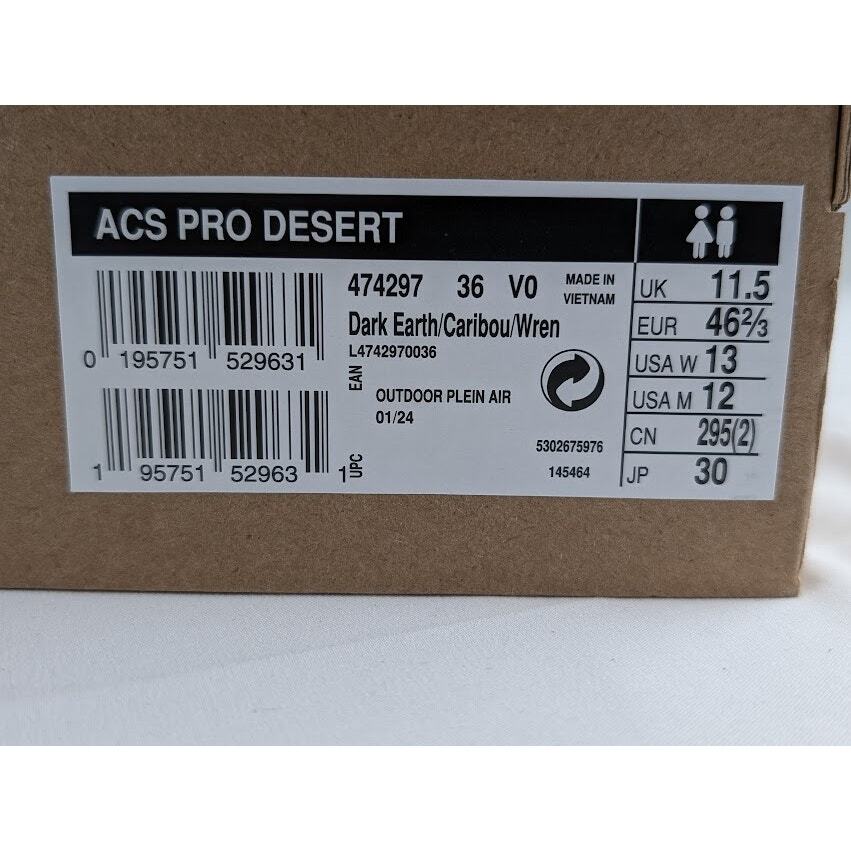 ACS PRO DESERT
474297 36 V0 MADE IN VIETNAM
Dark Earth/Caribou/Wren
L4742970036
0 195751 529631
EAN
OUTDOOR PLEIN AIR
01/24
5302675976
145464
1 95751 52963 1
UPC
UK 11.5
EUR 46⅔
USA W 13
USA M 12
CN 295(2)
JP 30